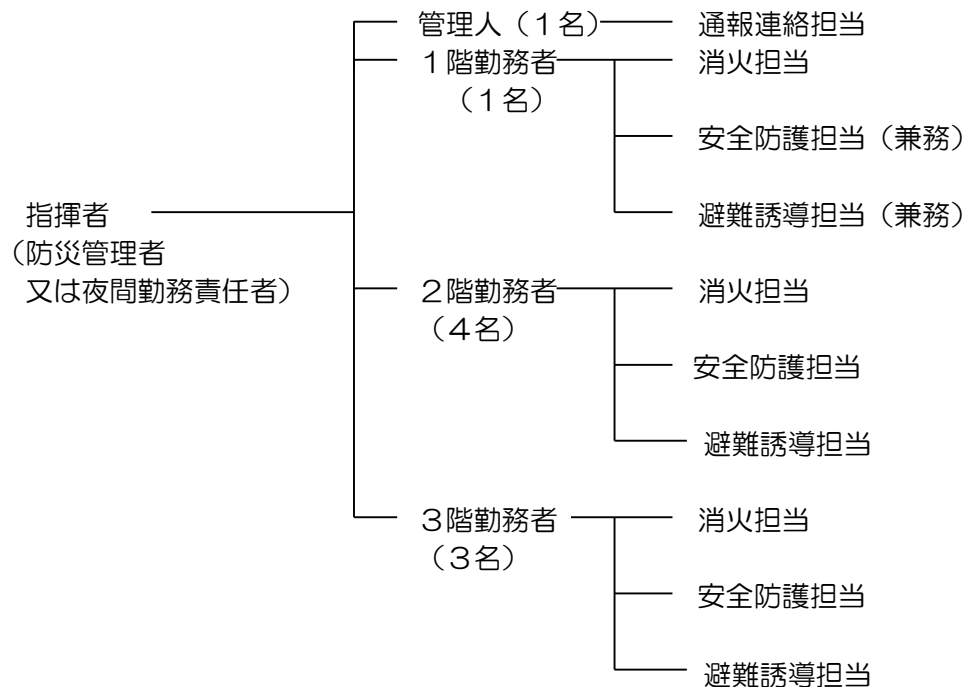 管理人（１名）　通報連絡担当
１階勤務者　消火担当
（１名）
安全防護担当（兼務）
避難誘導担当（兼務）
指揮者
（防災管理者
又は夜間勤務責任者）
２階勤務者　消火担当
（４名）
安全防護担当
避難誘導担当
３階勤務者　消火担当
（３名）
安全防護担当
避難誘導担当